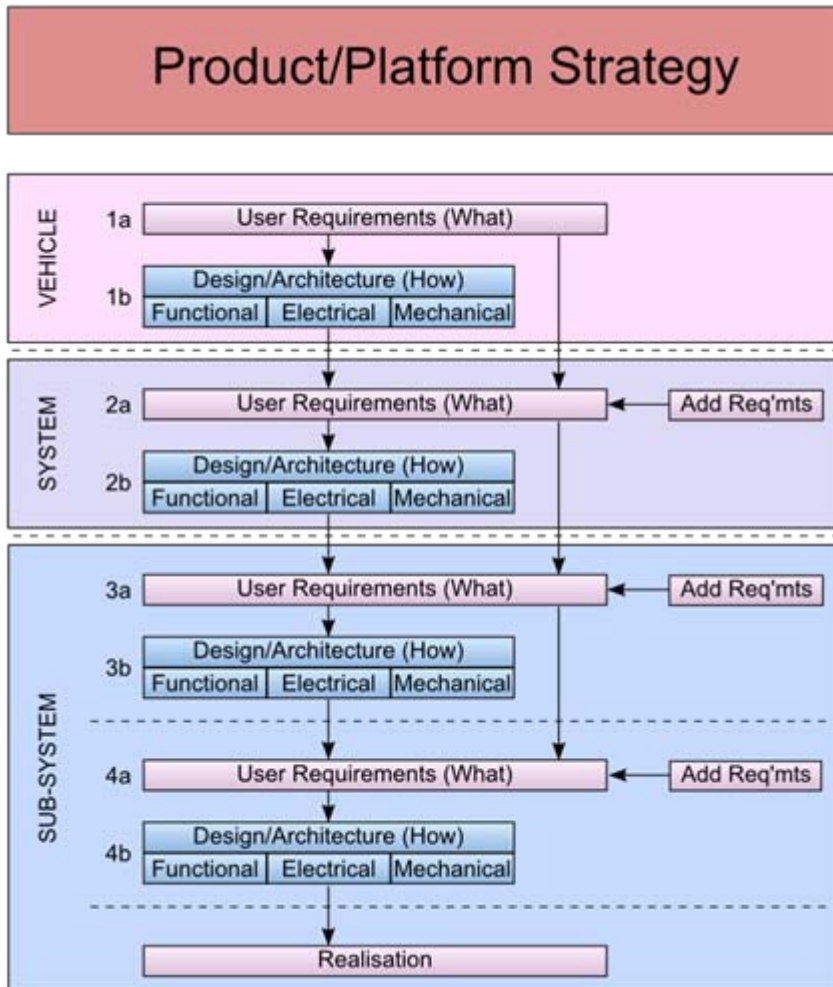 Product/Platform Strategy
VEHICLE
1a
User Requirements (What)
1b
Design/Architecture (How)
Functional Electrical Mechanical
SYSTEM
2a
User Requirements (What)
Add Req'mts
2b
Design/Architecture (How)
Functional Electrical Mechanical
SUB-SYSTEM
3a
User Requirements (What)
Add Req'mts
3b
Design/Architecture (How)
Functional Electrical Mechanical
4a
User Requirements (What)
Add Req'mts
4b
Design/Architecture (How)
Functional Electrical Mechanical
Realisation